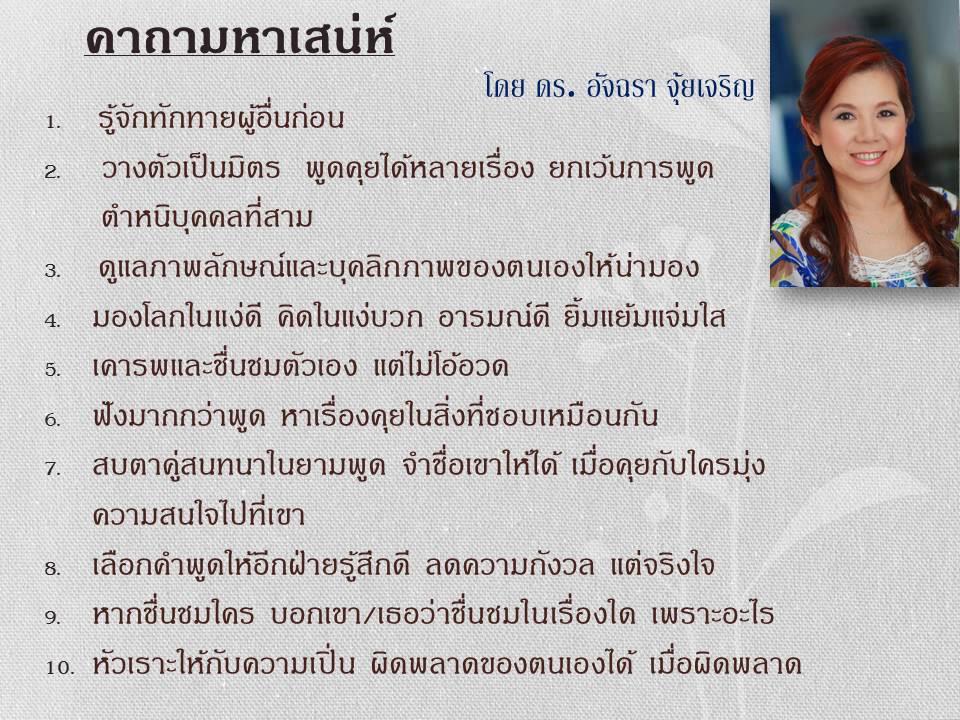 คาถามหาเสน่ห์
โดย ดร. อัจฉรา จุ้ยเจริญ
1. รู้จักทักทายผู้อื่นก่อน
2. วางตัวเป็นมิตร พูดคุยได้หลายเรื่อง ยกเว้นการพูด
ตำหนิบุคคลที่สาม
3. ดูแลภาพลักษณ์และบุคลิกภาพของตนเองให้น่ามอง
4. มองโลกในแง่ดี คิดในแง่บวก อารมณ์ดี ยิ้มแย้มแจ่มใส
5. เคารพและชื่นชมตัวเอง แต่ไม่โอ้อวด
6. ฟังมากกว่าพูด หาเรื่องคุยในสิ่งที่ชอบเหมือนกัน
7. สบตาคู่สนทนาในยามพูด จำชื่อเขาให้ได้ เมื่อคุยกับใครมุ่ง
ความสนใจไปที่เขา
8. เลือกคำพูดให้อีกฝ่ายรู้สึกดี ลดความกังวล แต่จริงใจ
9. หากชื่นชมใคร บอกเขา/เธอว่าชื่นชมในเรื่องใด เพราะอะไร
10. หัวเราะให้กับความเปิ่น ผิดพลาดของตนเองได้ เมื่อผิดพลาด